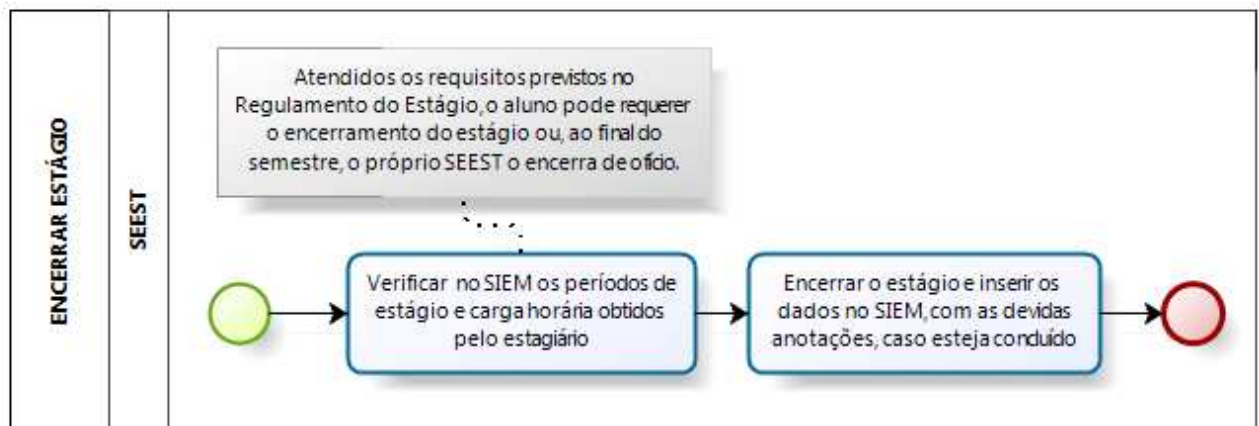 ENCERRAR ESTÁGIO
SEEST
Atendidos os requisitos previstos no
Regulamento do Estágio, o aluno pode requerer
o encerramento do estágio ou, ao final do
semestre, o próprio SEEST o encerra de ofício.
Verificar no SIEM os períodos de
estágio e carga horária obtidos
pelo estagiário
Encerrar o estágio e inserir os
dados no SIEM, com as devidas
anotações, caso esteja concluído